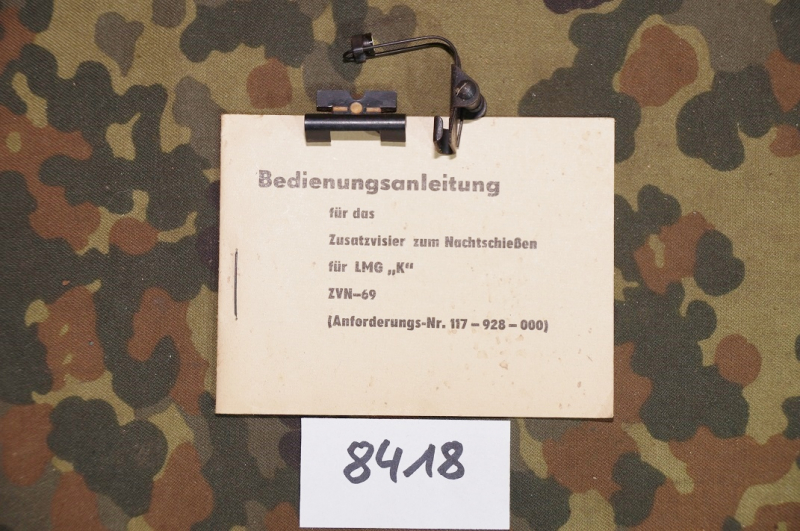 Bedienungsanleitung
für das
Zusatzvisier zum Nachtschießen
für LMG „K“
ZVN–69
(Anforderungs-Nr. 117 – 928 – 000)
8418